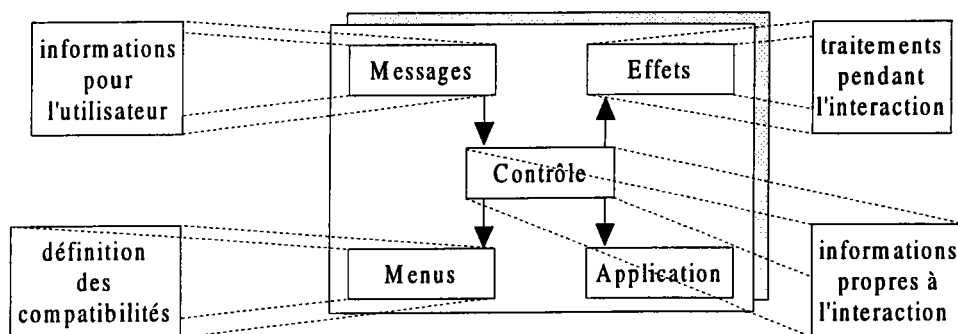 informations
pour
l'utilisateur
Messages
Effets
traitements
pendant
l'interaction
Contrôle
définition
des
compatibilités
Menus
Application
informations
propres à
l'interaction